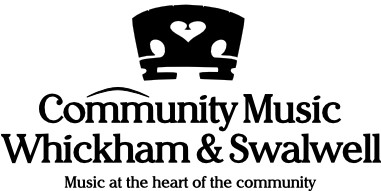 Community Music
Whickham & Swalwell
Music at the heart of the community